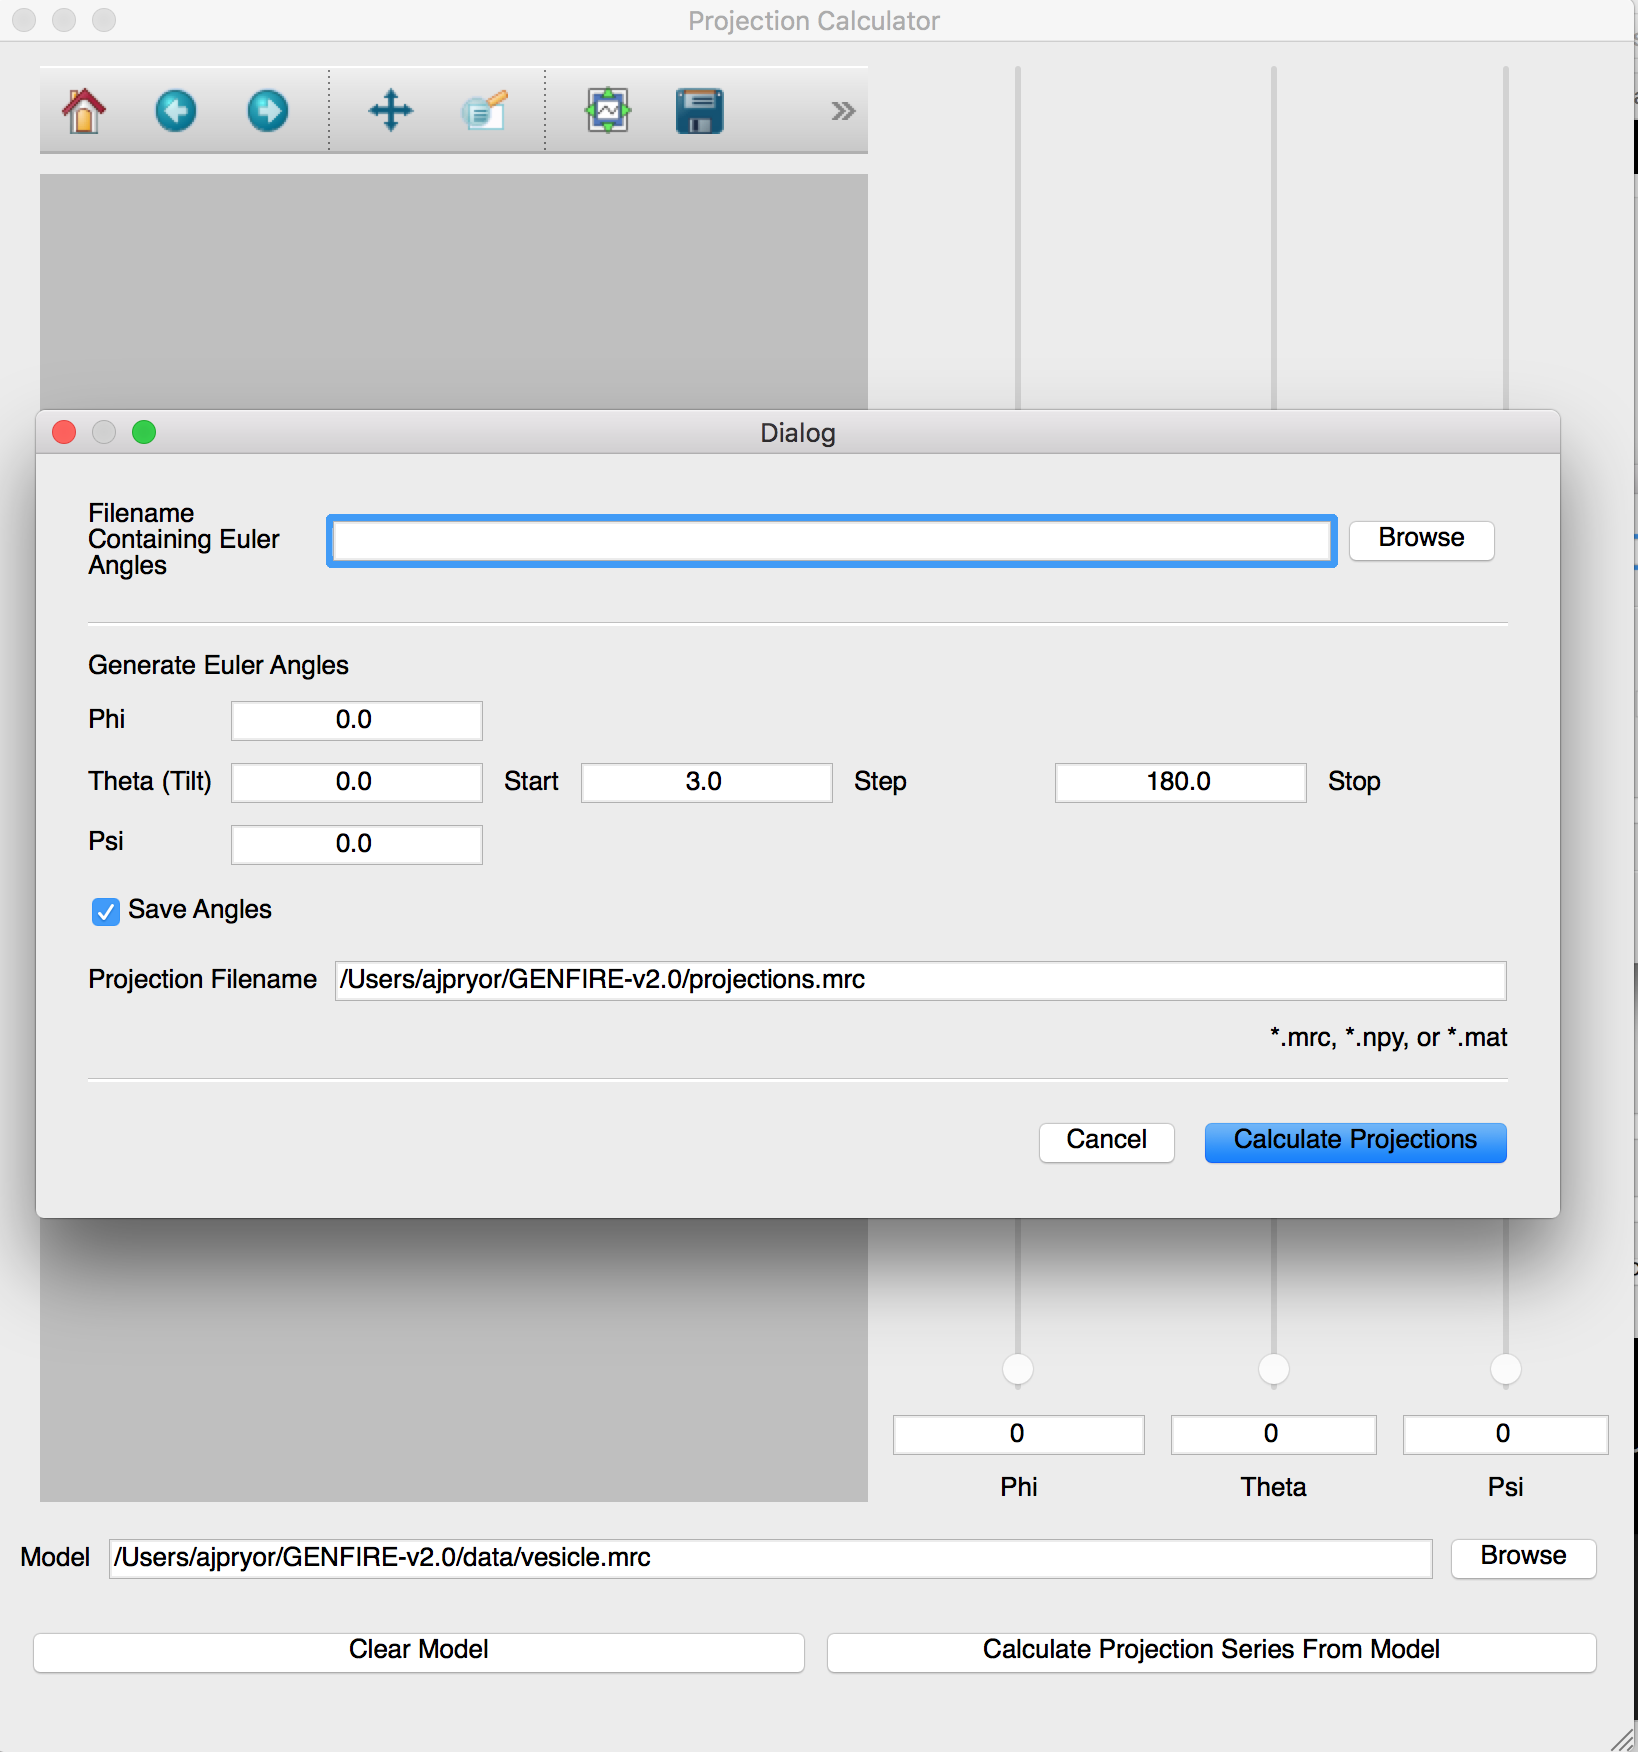 Projection Calculator
Dialog
Filename
Containing Euler
Angles
Browse
Generate Euler Angles
Phi 0.0
Theta (Tilt) 0.0 Start 3.0 Step 180.0 Stop
Psi 0.0
Save Angles
Projection Filename /Users/ajpryor/GENFIRE-v2.0/projections.mrc
*.mrc, *.npy, or *.mat
Cancel Calculate Projections
0 0 0
Phi Theta Psi
Model /Users/ajpryor/GENFIRE-v2.0/data/vesicle.mrc Browse
Clear Model Calculate Projection Series From Model